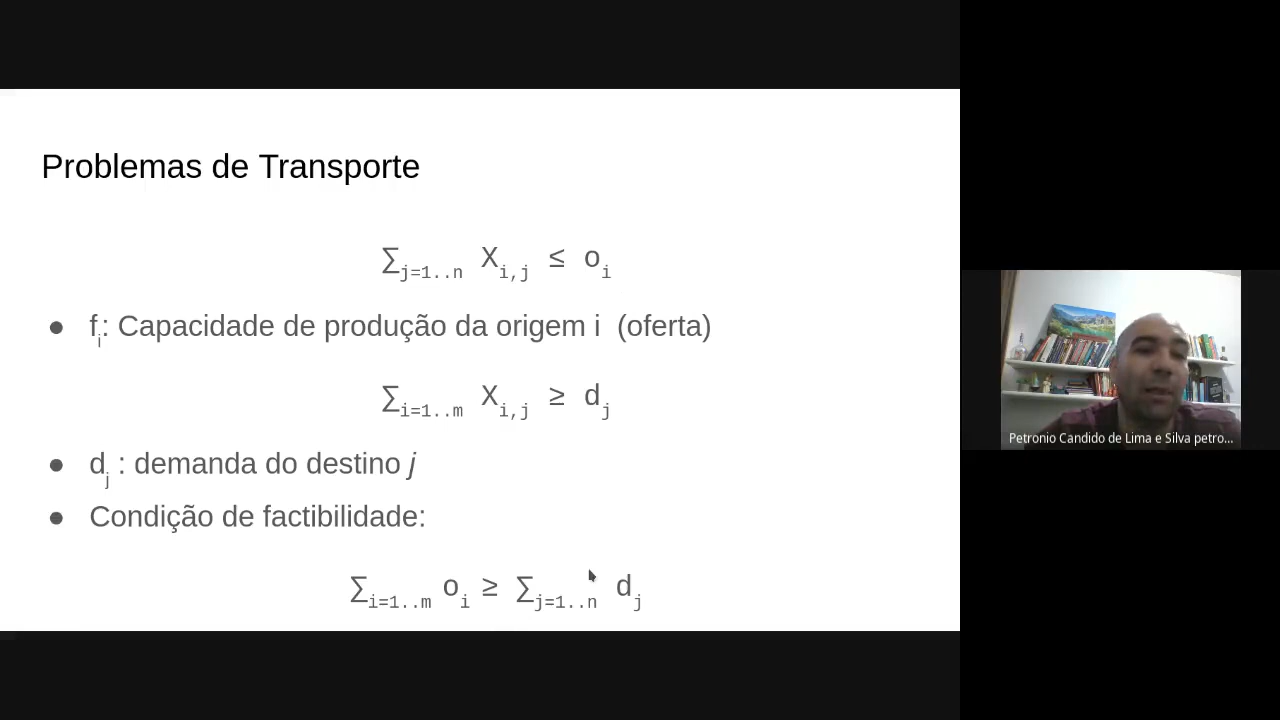 Problemas de Transporte
∑j=1..n Xi,j ≤ oi
● fi: Capacidade de produção da origem i (oferta)
∑i=1..m Xi,j ≥ dj
● dj : demanda do destino j
● Condição de factibilidade:
∑i=1..m oi ≥ ∑j=1..n dj
Petronio Candido de Lima e Silva petro...